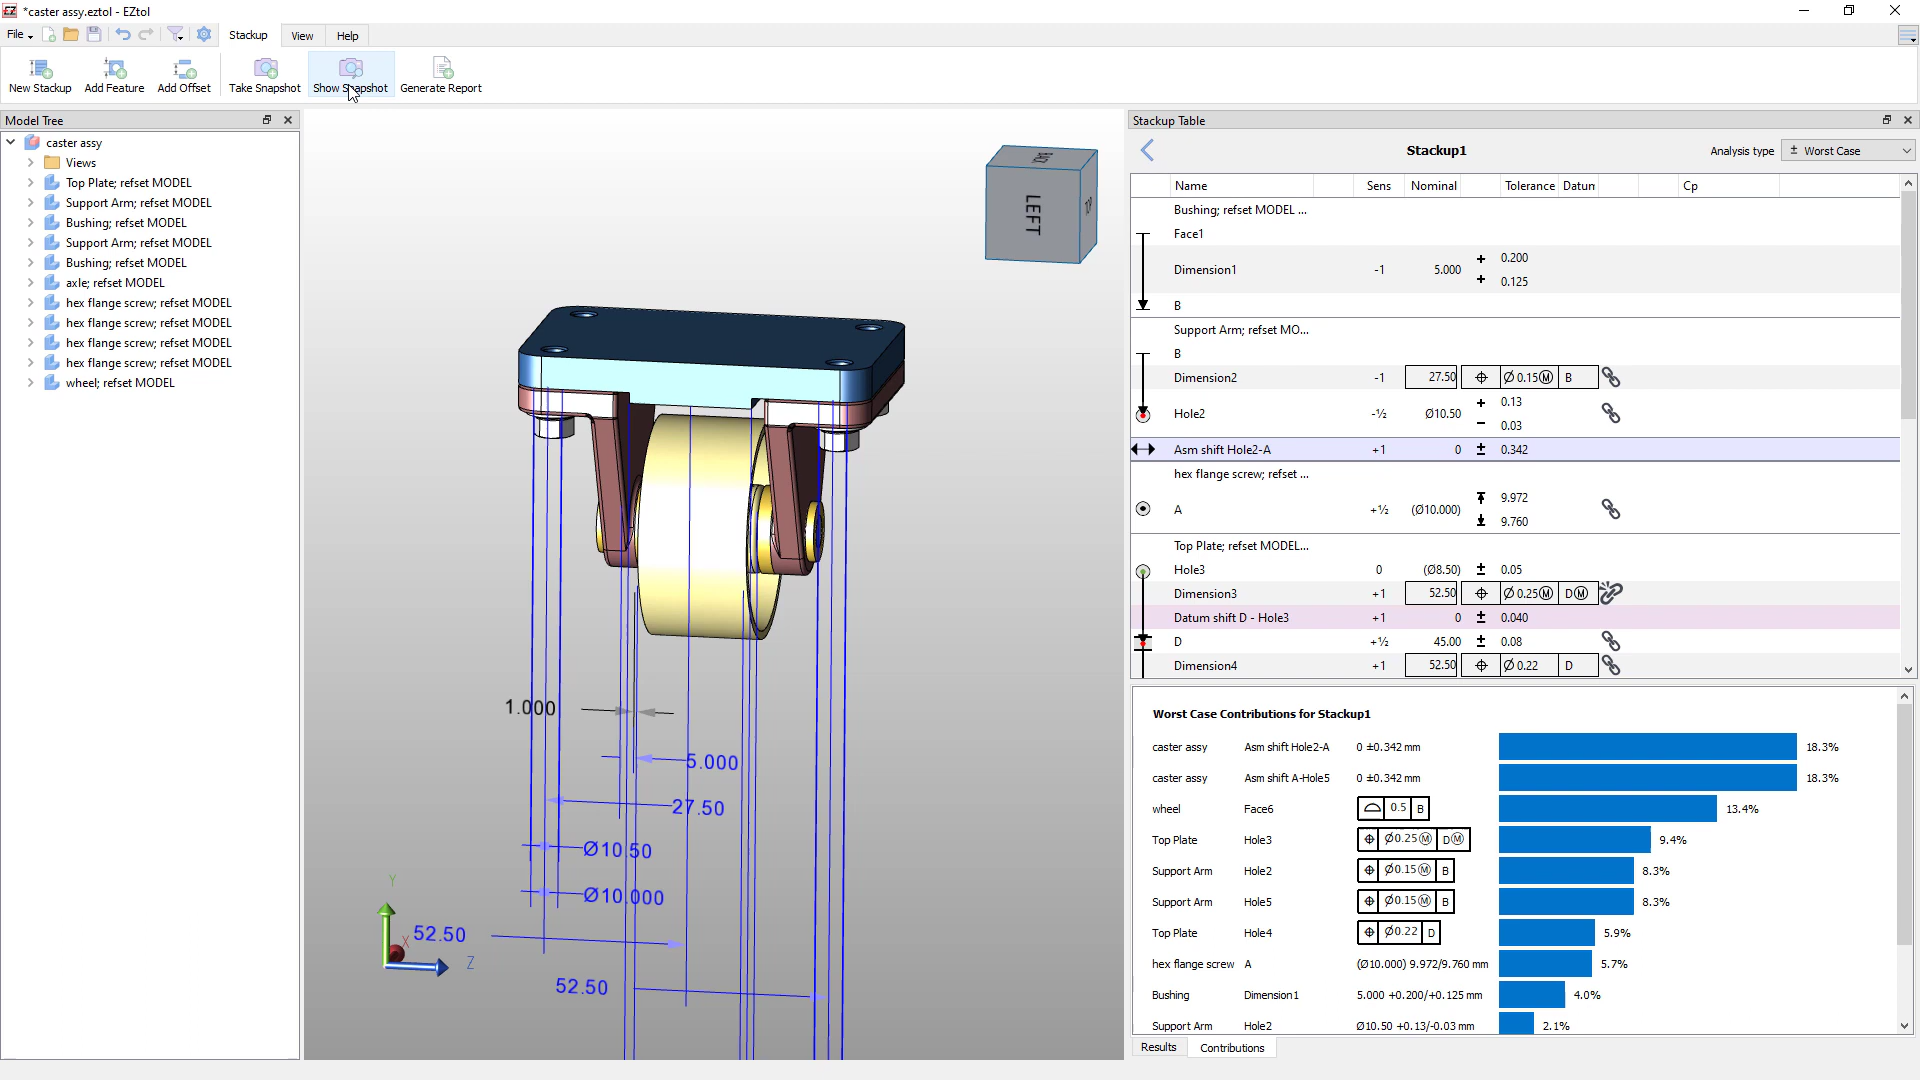 *caster assy.eztol - EZtol
File
Stackup
View
Help
New Stackup
Add Feature
Add Offset
Take Snapshot
Show Snapshot
Generate Report
Model Tree
caster assy
Views
Top Plate; refset MODEL
Support Arm; refset MODEL
Bushing; refset MODEL
Support Arm; refset MODEL
Bushing; refset MODEL
axle; refset MODEL
hex flange screw; refset MODEL
hex flange screw; refset MODEL
hex flange screw; refset MODEL
hex flange screw; refset MODEL
wheel; refset MODEL
LEFT
1.000
5.000
27.50
Ø10.50
Ø10.000
52.50
52.50
Y
X
Z
Stackup Table
Stackup1
Analysis type ± Worst Case
Name Sens Nominal Tolerance Datum Cp
Bushing; refset MODEL ...
Face1
Dimension1 -1 5.000 + 0.200 + 0.125
B
Support Arm; refset MO...
B
Dimension2 -1 27.50 ⌖ Ø0.15Ⓜ B
Hole2 -½ Ø10.50 + 0.13 − 0.03
Asm shift Hole2-A +1 0 ± 0.342
hex flange screw; refset ...
A +½ (Ø10.000) 9.972 9.760
Top Plate; refset MODEL...
Hole3 0 (Ø8.50) ± 0.05
Dimension3 +1 52.50 ⌖ Ø0.25Ⓜ DⓂ
Datum shift D - Hole3 +1 0 ± 0.040
D +½ 45.00 ± 0.08
Dimension4 +1 52.50 ⌖ Ø0.22 D
Worst Case Contributions for Stackup1
caster assy Asm shift Hole2-A 0 ±0.342 mm 18.3%
caster assy Asm shift A-Hole5 0 ±0.342 mm 18.3%
wheel Face6 ⌓ 0.5 B 13.4%
Top Plate Hole3 ⌖ Ø0.25Ⓜ DⓂ 9.4%
Support Arm Hole2 ⌖ Ø0.15Ⓜ B 8.3%
Support Arm Hole5 ⌖ Ø0.15Ⓜ B 8.3%
Top Plate Hole4 ⌖ Ø0.22 D 5.9%
hex flange screw A (Ø10.000) 9.972/9.760 mm 5.7%
Bushing Dimension1 5.000 +0.200/+0.125 mm 4.0%
Support Arm Hole2 Ø10.50 +0.13/-0.03 mm 2.1%
Results
Contributions